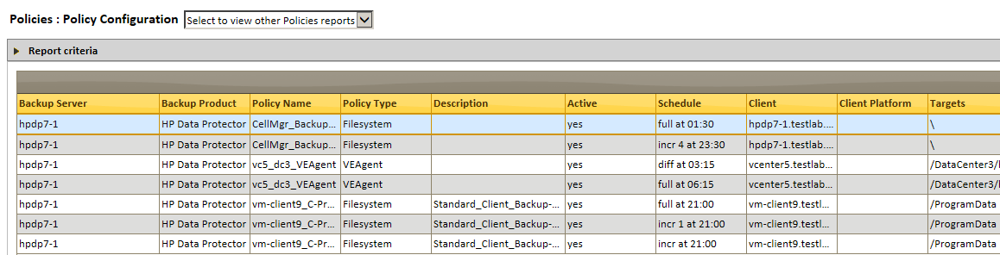 Policies : Policy Configuration Select to view other Policies reports
Report criteria
Backup Server Backup Product Policy Name Policy Type Description Active Schedule Client Client Platform Targets
hpdp7-1 HP Data Protector CellMgr_Backup... Filesystem yes full at 01:30 hpdp7-1.testlab.... \
hpdp7-1 HP Data Protector CellMgr_Backup... Filesystem yes incr 4 at 23:30 hpdp7-1.testlab.... \
hpdp7-1 HP Data Protector vc5_dc3_VEAgent VEAgent yes diff at 03:15 vcenter5.testlab... /DataCenter3/
hpdp7-1 HP Data Protector vc5_dc3_VEAgent VEAgent yes full at 06:15 vcenter5.testlab... /DataCenter3/
hpdp7-1 HP Data Protector vm-client9_C-Pr... Filesystem Standard_Client_Backup-... yes full at 21:00 vm-client9.testl... /ProgramData
hpdp7-1 HP Data Protector vm-client9_C-Pr... Filesystem Standard_Client_Backup-... yes incr 1 at 21:00 vm-client9.testl... /ProgramData
hpdp7-1 HP Data Protector vm-client9_C-Pr... Filesystem Standard_Client_Backup-... yes incr at 21:00 vm-client9.testl... /ProgramData